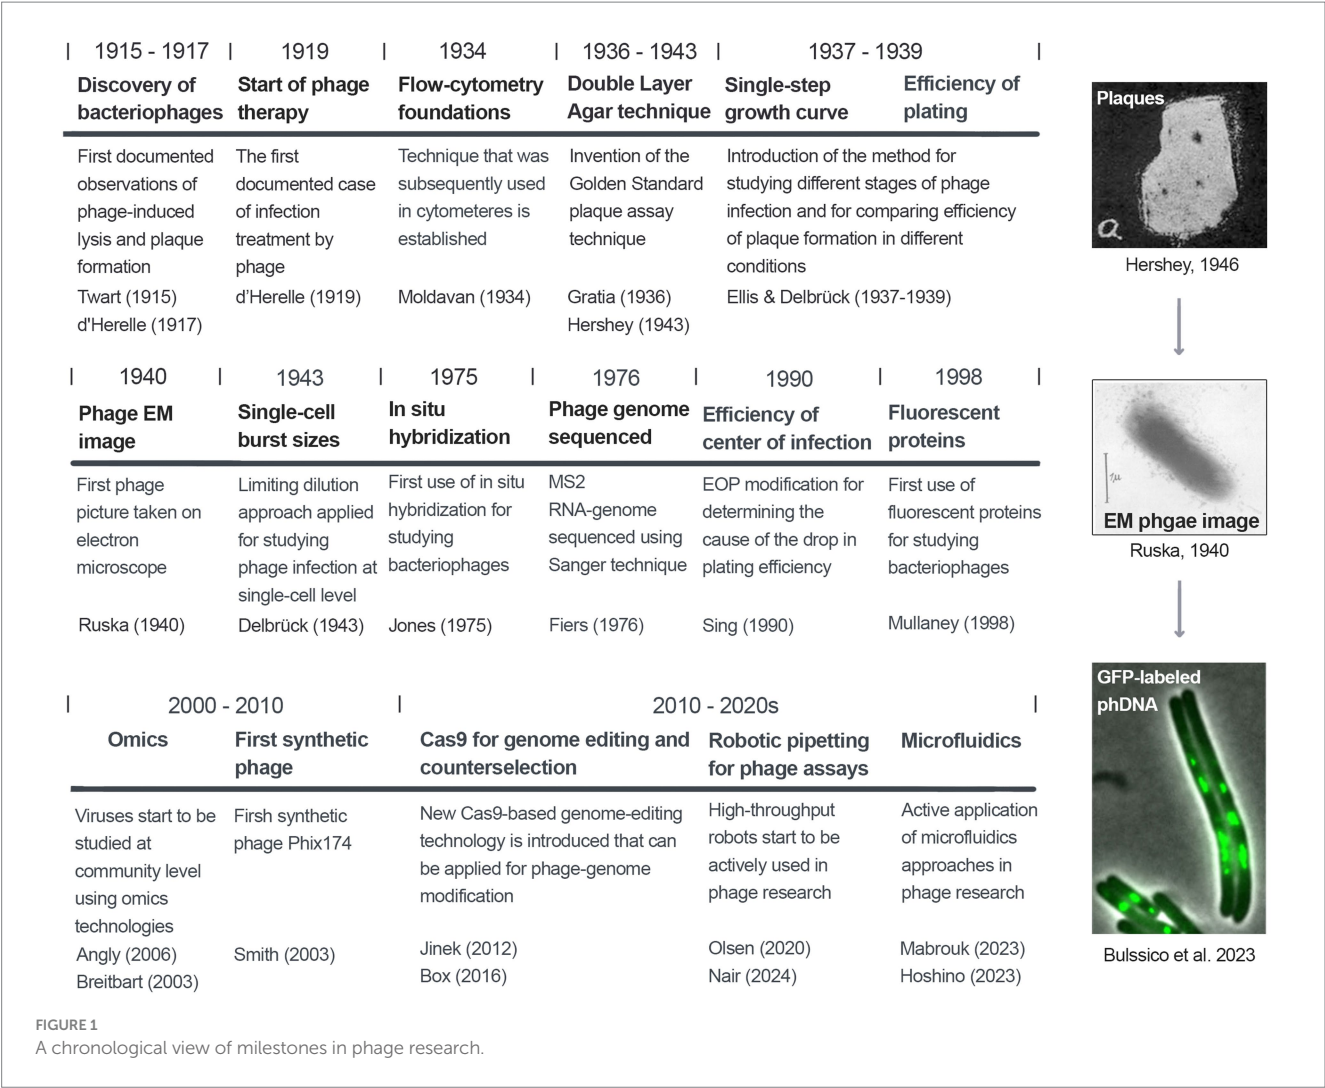 1915 - 1917
1919
1934
1936 - 1943
1937 - 1939
Discovery of
bacteriophages
Start of phage
therapy
Flow-cytometry
foundations
Double Layer
Agar technique
Single-step
growth curve
Efficiency of
plating
First documented
observations of
phage-induced
lysis and plaque
formation
Twart (1915)
d'Herelle (1917)
The first
documented case
of infection
treatment by
phage
d’Herelle (1919)
Technique that was
subsequently used
in cytometeres is
established
Moldavan (1934)
Invention of the
Golden Standard
plaque assay
technique
Gratia (1936)
Hershey (1943)
Introduction of the method for
studying different stages of phage
infection and for comparing efficiency
of plaque formation in different
conditions
Ellis & Delbrück (1937-1939)
1940
1943
1975
1976
1990
1998
Phage EM
image
Single-cell
burst sizes
In situ
hybridization
Phage genome
sequenced
Efficiency of
center of infection
Fluorescent
proteins
First phage
picture taken on
electron
microscope
Ruska (1940)
Limiting dilution
approach applied
for studying
phage infection at
single-cell level
Delbrück (1943)
First use of in situ
hybridization for
studying
bacteriophages
Jones (1975)
MS2
RNA-genome
sequenced using
Sanger technique
Fiers (1976)
EOP modification for
determining the
cause of the drop in
plating efficiency
Sing (1990)
First use of
fluorescent proteins
for studying
bacteriophages
Mullaney (1998)
2000 - 2010
2010 - 2020s
Omics
First synthetic
phage
Cas9 for genome editing and
counterselection
Robotic pipetting
for phage assays
Microfluidics
Viruses start to be
studied at
community level
using omics
technologies
Angly (2006)
Breitbart (2003)
Firsh synthetic
phage Phix174
Smith (2003)
New Cas9-based genome-editing
technology is introduced that can
be applied for phage-genome
modification
Jinek (2012)
Box (2016)
High-throughput
robots start to be
actively used in
phage research
Olsen (2020)
Nair (2024)
Active application
of microfluidics
approaches in
phage research
Mabrouk (2023)
Hoshino (2023)
Plaques
a
Hershey, 1946
1μ
EM phgae image
Ruska, 1940
GFP-labeled
phDNA
Bulssico et al. 2023
FIGURE 1
A chronological view of milestones in phage research.